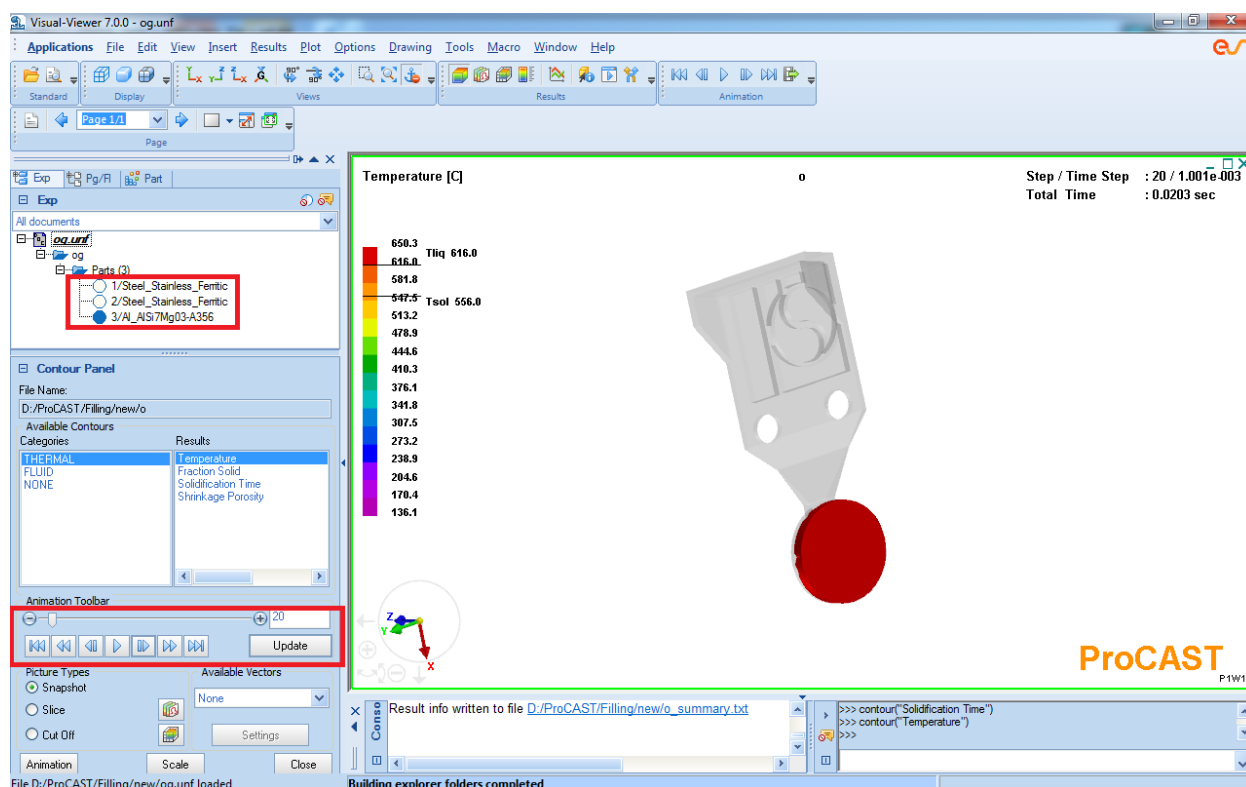 Visual-Viewer 7.0.0 - og.unf
Applications File Edit View Insert Results Plot Options Drawing Tools Macro Window Help
Standard Display Views Results Animation
Page 1/1
Page
Exp Pg/Fl Part
Exp
All documents
og.unf
og
Parts (3)
1/Steel_Stainless_Ferritic
2/Steel_Stainless_Ferritic
3/Al_AlSi7Mg03-A356
Contour Panel
File Name:
D:/ProCAST/Filling/new/o
Available Contours
Categories Results
THERMAL Temperature
FLUID Fraction Solid
NONE Solidification Time
Shrinkage Porosity
Animation Toolbar
20
Update
Picture Types Available Vectors
Snapshot
None
Slice
Cut Off Settings
Animation Scale Close
File D:/ProCAST/Filling/new/og.unf loaded
Temperature [C] o Step / Time Step : 20 / 1.001e-003
Total Time : 0.0203 sec
650.3
Tliq 616.0
616.0
581.8
547.5
Tsol 556.0
513.2
478.9
444.6
410.3
376.1
341.8
307.5
273.2
238.9
204.6
170.4
136.1
Z
Y
X
ProCAST
P1W1
Conso
Result info written to file D:/ProCAST/Filling/new/o_summary.txt
>>> contour("Solidification Time")
>>> contour("Temperature")
>>>
Building explorer folders completed